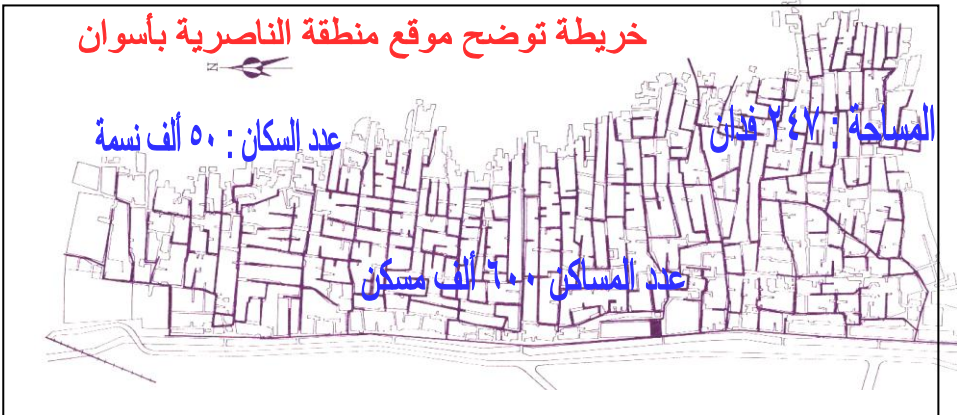 خريطة توضح موقع منطقة الناصرية بأسوان
المساحة : ٢٤٧ فدان
عدد السكان : ٥٠ ألف نسمة
عدد المساكن ٦٠٠ ألف مسكن